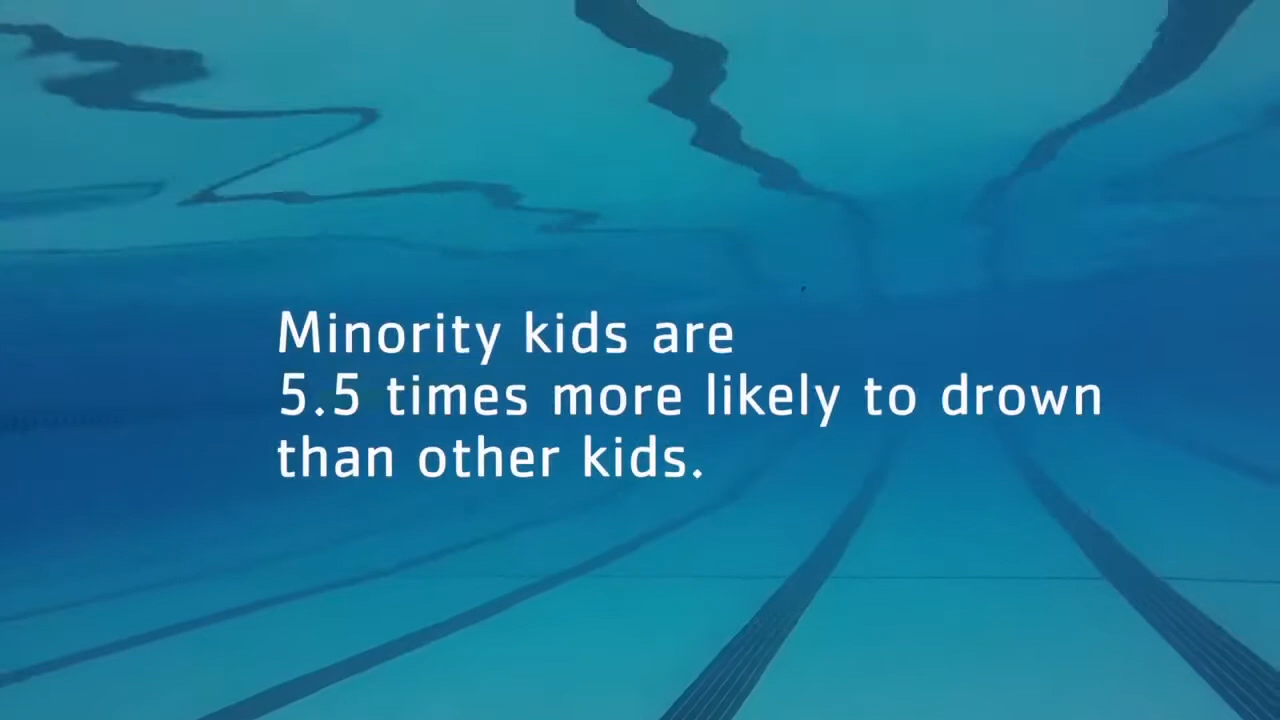 Minority kids are
5.5 times more likely to drown
than other kids.